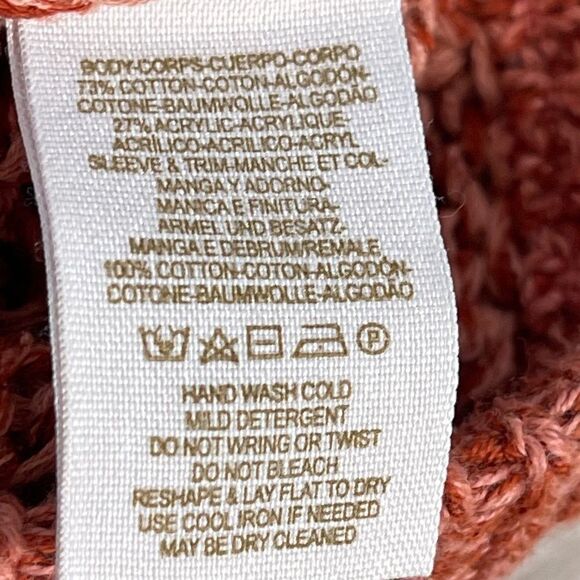 BODY-CORPS-CUERPO-CORPO
73% COTTON-COTON-ALGODON-
COTONE-BAUMWOLLE-ALGODÃO
27% ACRYLIC-ACRYLIQUE-
ACRILICO-ACRILICO-ACRYL
SLEEVE & TRIM-MANCHE ET COL-
MANGA Y ADORNO-
MANICA E FINITURA-
ARMEL UND BESATZ-
MANGA E DEBRUM/REMALE
100% COTTON-COTON-ALGODÓN-
COTONE-BAUMWOLLE-ALGODÃO
P
HAND WASH COLD
MILD DETERGENT
DO NOT WRING OR TWIST
DO NOT BLEACH
RESHAPE & LAY FLAT TO DRY
USE COOL IRON IF NEEDED
MAY BE DRY CLEANED